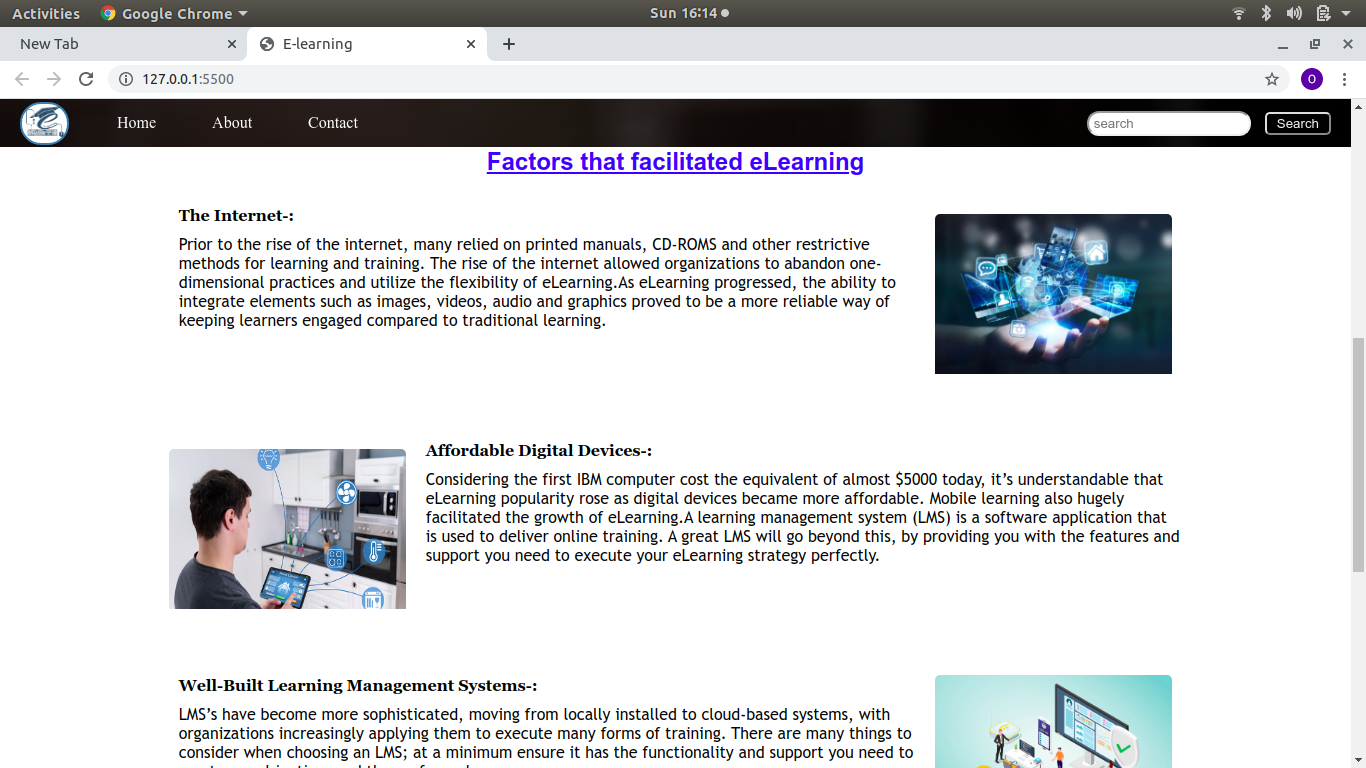 Activities Google Chrome Sun 16:14
New Tab E-learning
127.0.0.1:5500 O
Home About Contact search Search
Factors that facilitated eLearning
The Internet-:
Prior to the rise of the internet, many relied on printed manuals, CD-ROMS and other restrictive
methods for learning and training. The rise of the internet allowed organizations to abandon one-
dimensional practices and utilize the flexibility of eLearning.As eLearning progressed, the ability to
integrate elements such as images, videos, audio and graphics proved to be a more reliable way of
keeping learners engaged compared to traditional learning.
Affordable Digital Devices-:
Considering the first IBM computer cost the equivalent of almost $5000 today, it’s understandable that
eLearning popularity rose as digital devices became more affordable. Mobile learning also hugely
facilitated the growth of eLearning.A learning management system (LMS) is a software application that
is used to deliver online training. A great LMS will go beyond this, by providing you with the features and
support you need to execute your eLearning strategy perfectly.
Well-Built Learning Management Systems-:
LMS’s have become more sophisticated, moving from locally installed to cloud-based systems, with
organizations increasingly applying them to execute many forms of training. There are many things to
consider when choosing an LMS; at a minimum ensure it has the functionality and support you need to